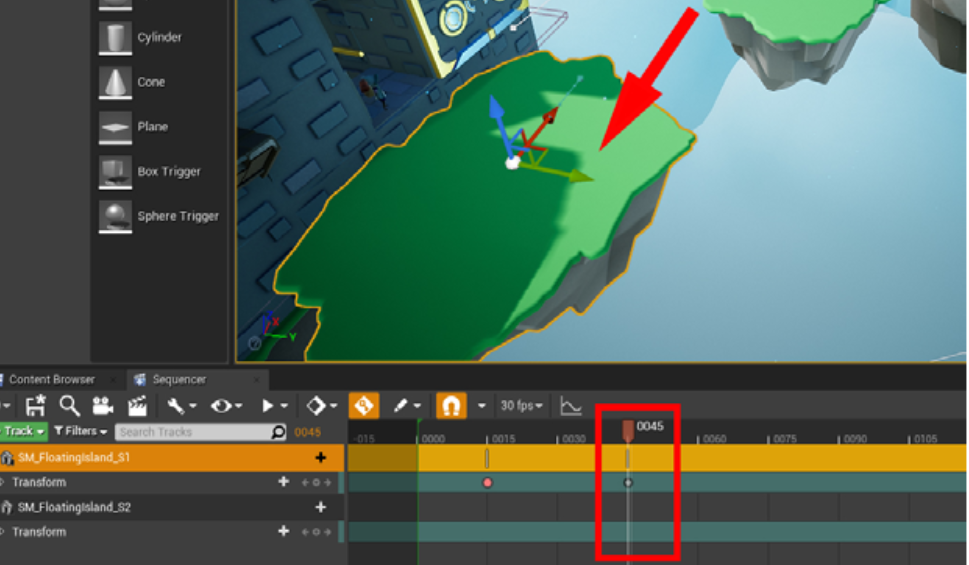 Cylinder
Cone
Plane
Box Trigger
Sphere Trigger
X
Y
Content Browser
Sequencer
30 fps
Track
Filters
Search Tracks
0045
-015
0000
0015
0030
0045
0060
0075
0090
0105
SM_FloatingIsland_S1
Transform
SM_FloatingIsland_S2
Transform